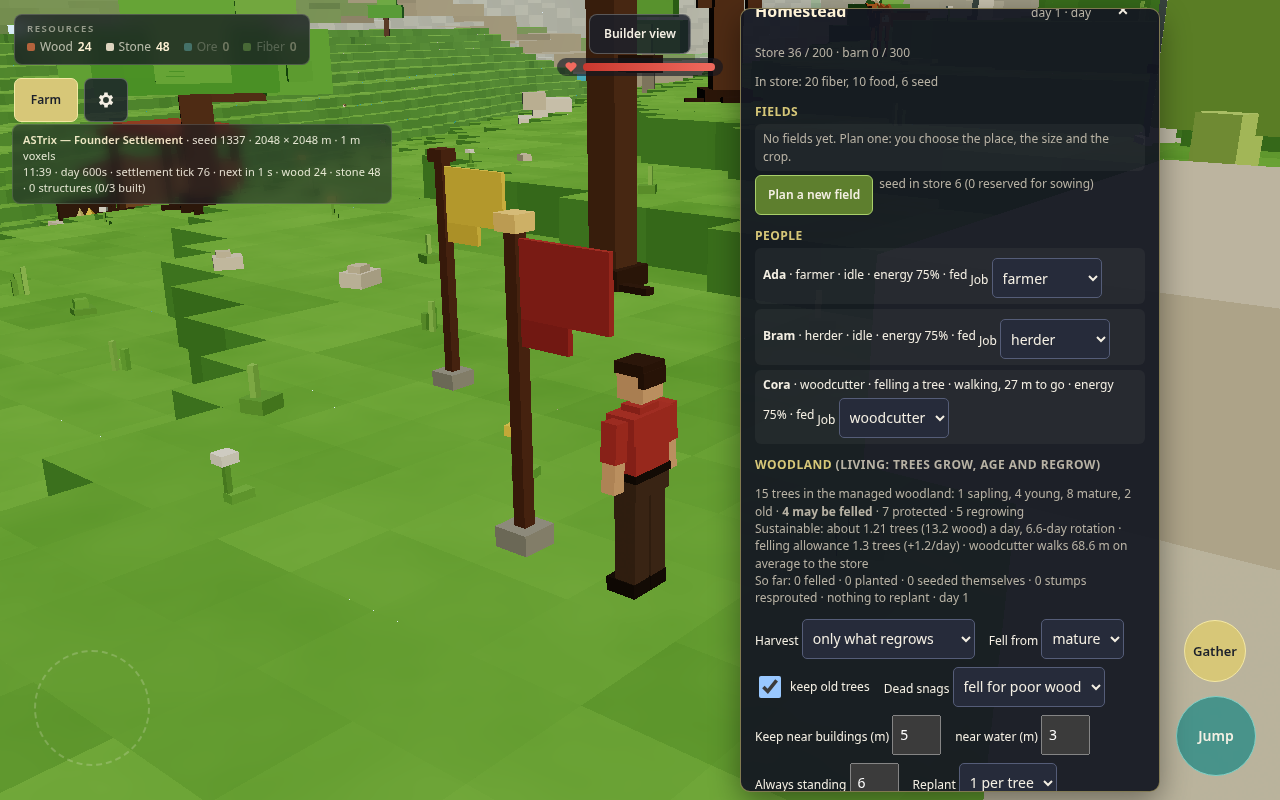 RESOURCES
Wood 24 Stone 48 Ore 0 Fiber 0
Farm
ASTrix — Founder Settlement · seed 1337 · 2048 × 2048 m · 1 m
voxels
11:39 · day 600s · settlement tick 76 · next in 1 s · wood 24 · stone 48
· 0 structures (0/3 built)
Builder view
Homestead day 1 · day ×
Store 36 / 200 · barn 0 / 300
In store: 20 fiber, 10 food, 6 seed
FIELDS
No fields yet. Plan one: you choose the place, the size and the
crop.
Plan a new field seed in store 6 (0 reserved for sowing)
PEOPLE
Ada · farmer · idle · energy 75% · fed Job farmer
Bram · herder · idle · energy 75% · fed Job herder
Cora · woodcutter · felling a tree · walking, 27 m to go · energy
75% · fed Job woodcutter
WOODLAND (LIVING: TREES GROW, AGE AND REGROW)
15 trees in the managed woodland: 1 sapling, 4 young, 8 mature, 2
old · 4 may be felled · 7 protected · 5 regrowing
Sustainable: about 1.21 trees (13.2 wood) a day, 6.6-day rotation ·
felling allowance 1.3 trees (+1.2/day) · woodcutter walks 68.6 m on
average to the store
So far: 0 felled · 0 planted · 0 seeded themselves · 0 stumps
resprouted · nothing to replant · day 1
Harvest only what regrows Fell from mature
keep old trees Dead snags fell for poor wood
Keep near buildings (m) 5 near water (m) 3
Always standing 6 Replant 1 per tree
Gather
Jump